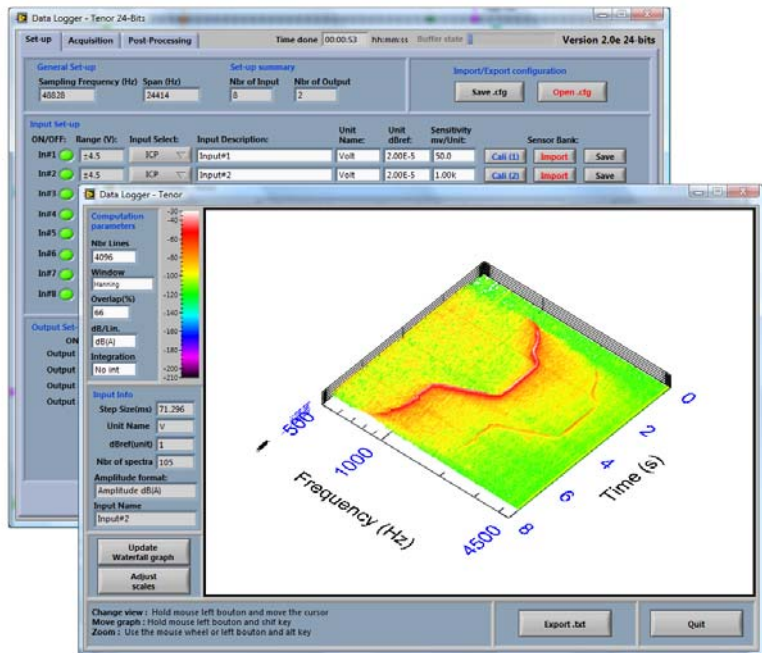 Data Logger - Tenor 24-Bits
Set-up Acquisition Post-Processing Time done 00:00:53 hh:mm:ss Buffer state Version 2.0e 24-bits
General Set-up Set-up summary Import/Export configuration
Sampling Frequency (Hz) Span (Hz) Nbr of Input Nbr of Output
48828 24414 8 2 Save .cfg Open .cfg
Input Set-up
ON/OFF: Range (V): Input Select: Input Description: Unit Name: Unit dBref: Sensitivity mv/Unit: Sensor Bank:
In#1 ±4.5 ICP Input#1 Volt 2.00E-5 50.0 Cali (1) Import Save
In#2 ±4.5 ICP Input#2 Volt 2.00E-5 1.00k Cali (2) Import Save
In#3
In#4
In#5
In#6
In#7
In#8
Output Set-
ON
Output
Output
Output
Output
Data Logger - Tenor
Computation parameters
Nbr Lines
4096
Window
Hanning
Overlap(%)
66
dB/Lin.
dB(A)
Integration
No int
-30
-40
-60
-80
-100
-120
-140
-160
-180
-200
-210
Input Info
Step Size(ms) 71.296
Unit Name V
dBref(unit) 1
Nbr of spectra 105
Amplitude format:
Amplitude dB(A)
Input Name
Input#2
Update Waterfall graph
Adjust scales
500
1000
4500
Frequency (Hz)
0
2
4
6
8
Time (s)
Change view : Hold mouse left bouton and move the cursor
Move graph : Hold mouse left bouton and shif key
Zoom : Use the mouse wheel or left bouton and alt key
Export .txt Quit